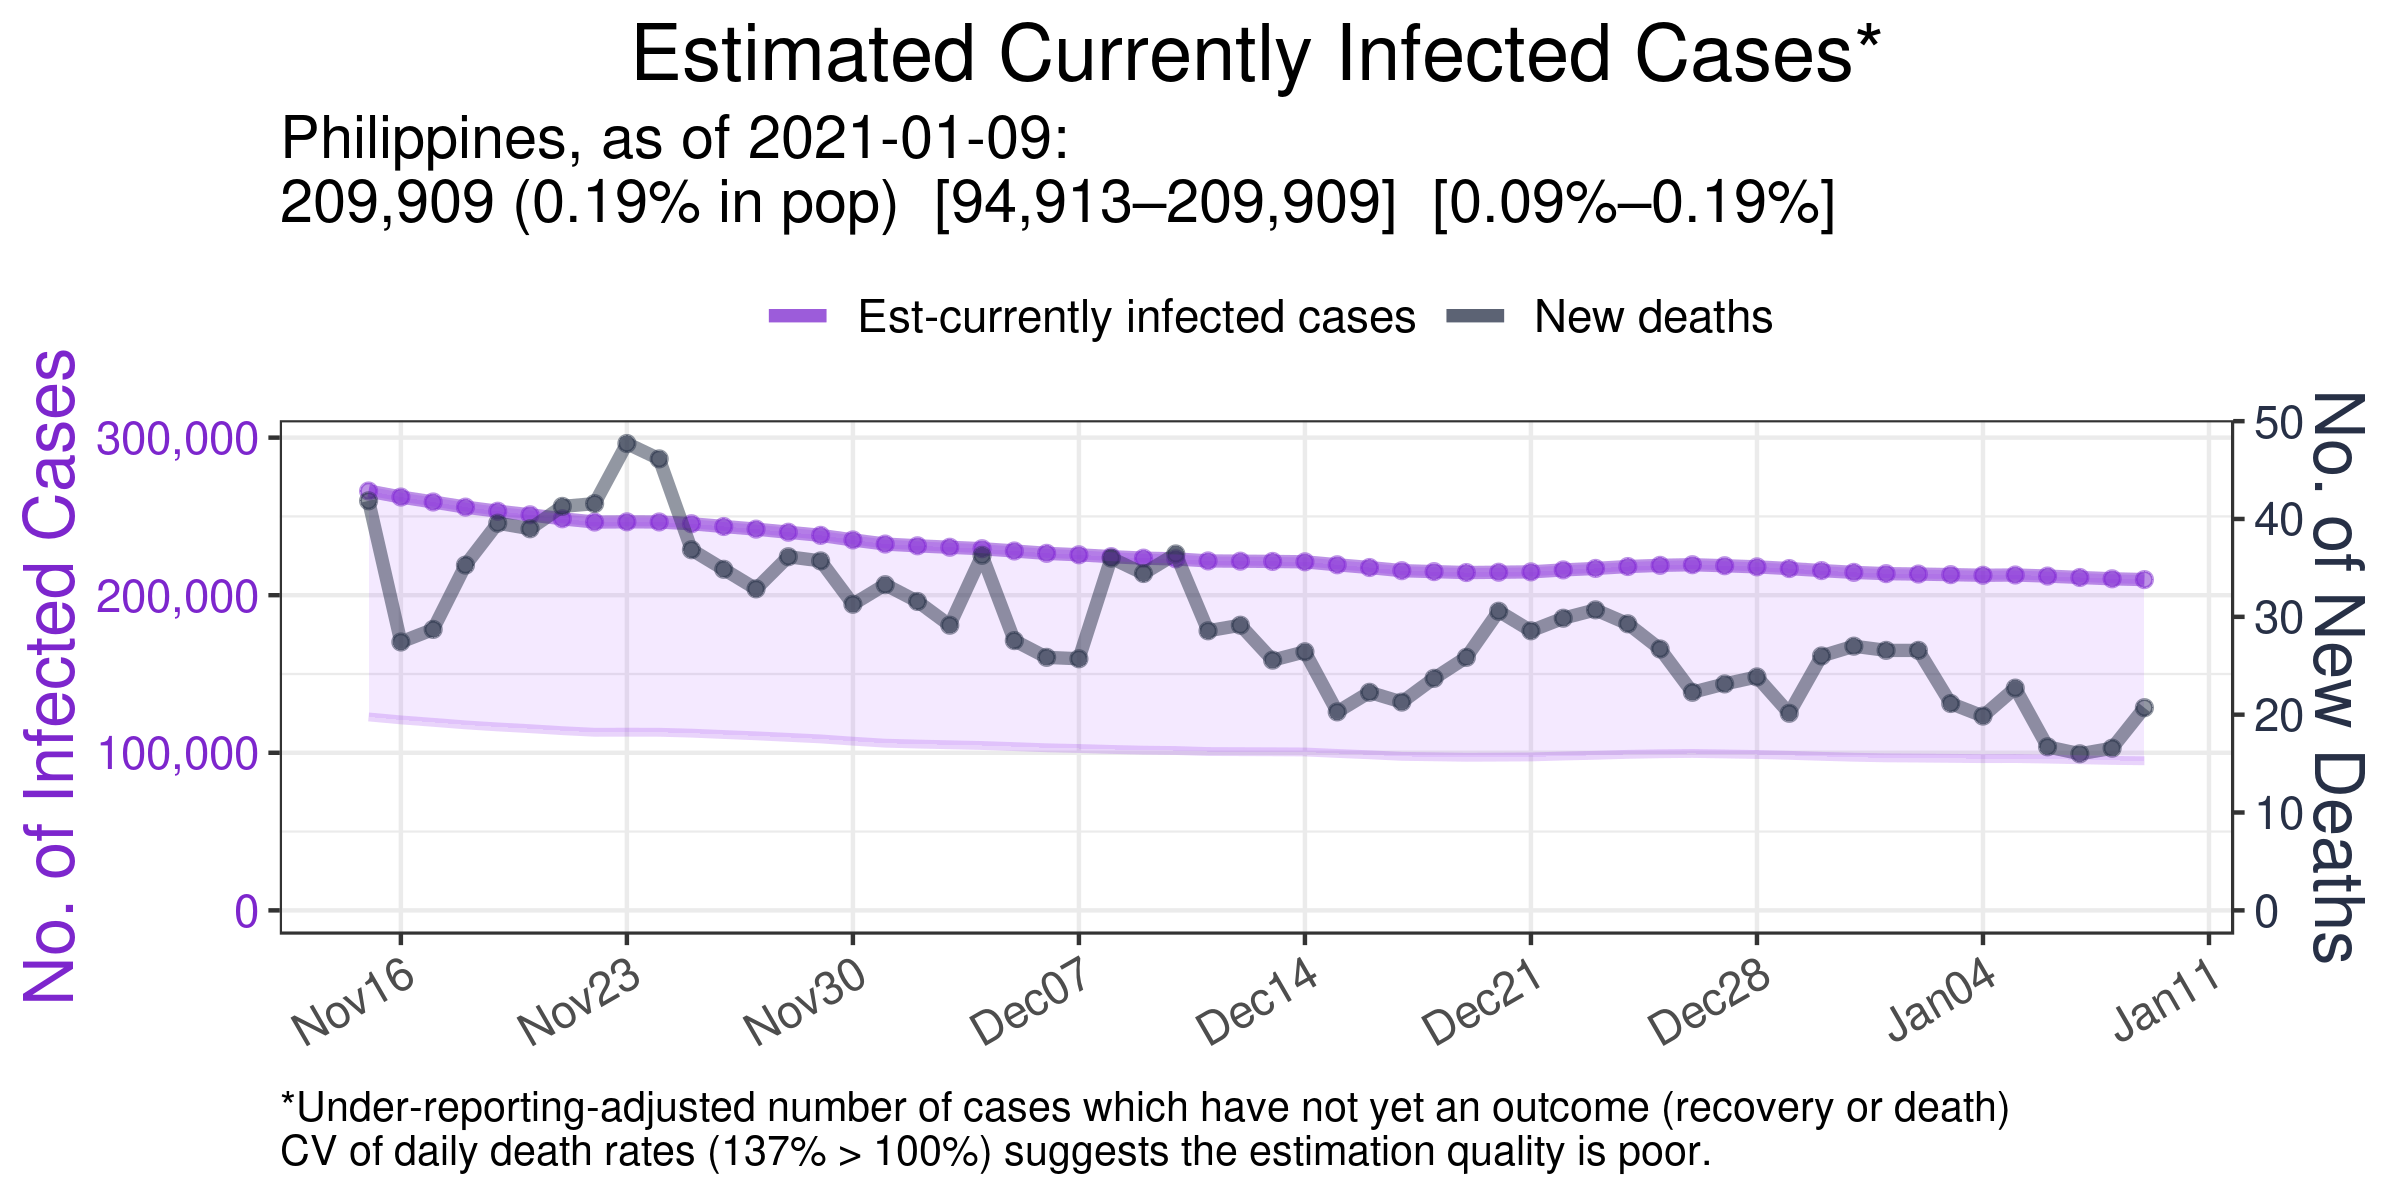 Estimated Currently Infected Cases*
Philippines, as of 2021-01-09:
209,909 (0.19% in pop)  [94,913–209,909]  [0.09%–0.19%]
Est-currently infected cases
New deaths
No. of Infected Cases
300,000
200,000
100,000
0
50
40
30
20
10
0
No. of New Deaths
Nov16
Nov23
Nov30
Dec07
Dec14
Dec21
Dec28
Jan04
Jan11
*Under-reporting-adjusted number of cases which have not yet an outcome (recovery or death)
CV of daily death rates (137% > 100%) suggests the estimation quality is poor.